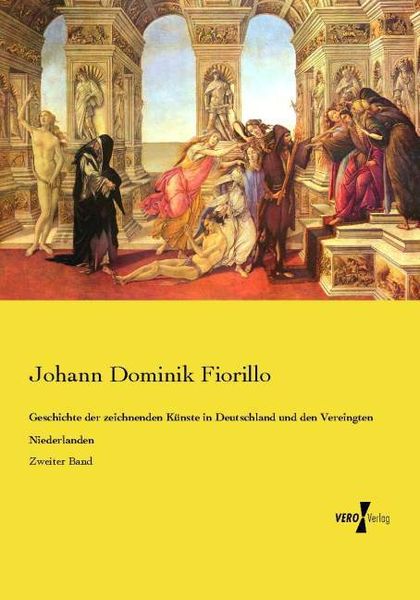 Johann Dominik Fiorillo
Geschichte der zeichnenden Künste in Deutschland und den Vereingten
Niederlanden
Zweiter Band
VERO Verlag